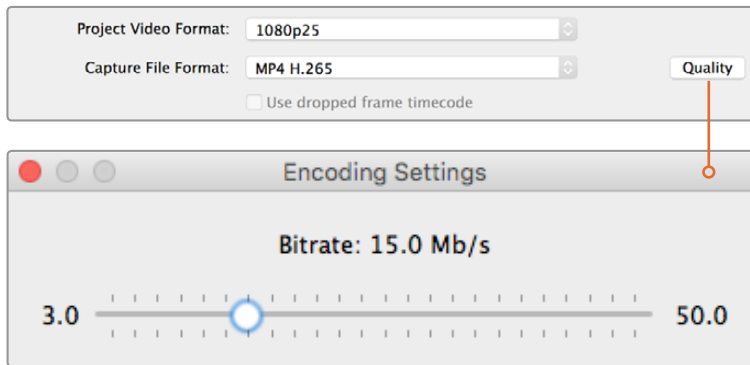 Project Video Format: 1080p25
Capture File Format: MP4 H.265 Quality
Use dropped frame timecode
Encoding Settings
Bitrate: 15.0 Mb/s
3.0 50.0